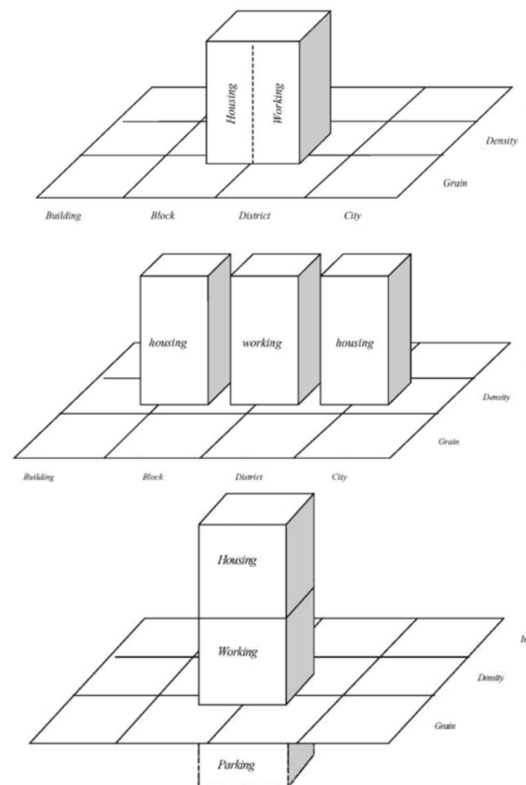 Housing
Working
Density
Grain
Building Block District City
housing working housing
Density
Grain
Building Block District City
Housing
Working
Density
Grain
Parking